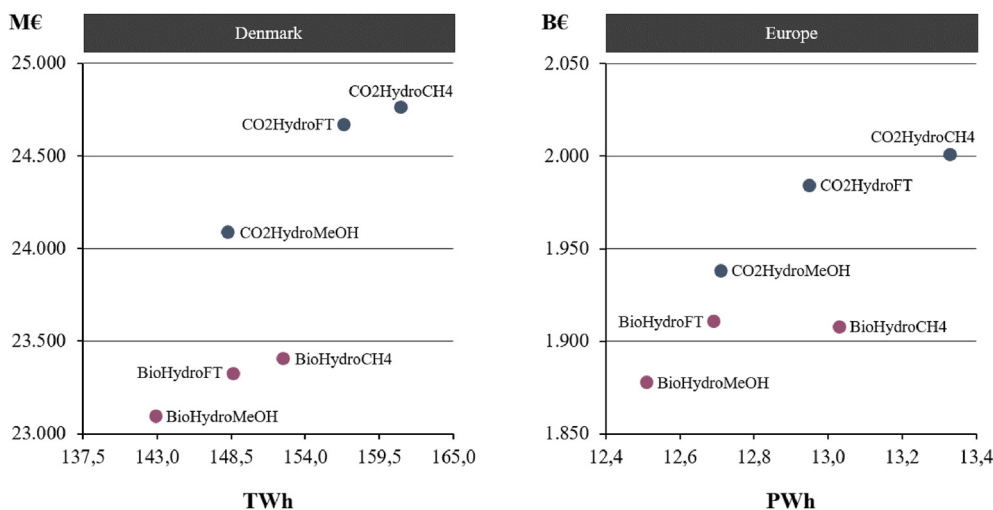 M€
Denmark
25.000
24.500
24.000
23.500
23.000
CO2HydroCH4
CO2HydroFT
CO2HydroMeOH
BioHydroCH4
BioHydroFT
BioHydroMeOH
137,5 143,0 148,5 154,0 159,5 165,0
TWh
B€
Europe
2.050
2.000
1.950
1.900
1.850
CO2HydroCH4
CO2HydroFT
CO2HydroMeOH
BioHydroFT
BioHydroCH4
BioHydroMeOH
12,4 12,6 12,8 13,0 13,2 13,4
PWh